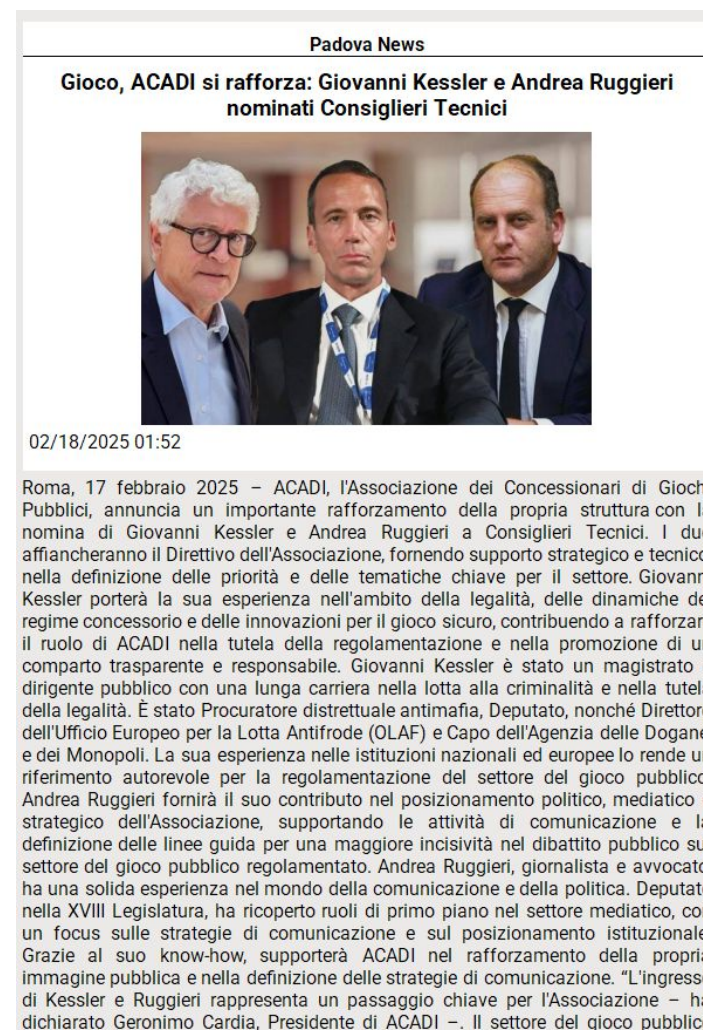 Padova News
Gioco, ACADI si rafforza: Giovanni Kessler e Andrea Ruggieri
nominati Consiglieri Tecnici
02/18/2025 01:52
Roma, 17 febbraio 2025 – ACADI, l'Associazione dei Concessionari di Gioch
Pubblici, annuncia un importante rafforzamento della propria struttura con l
nomina di Giovanni Kessler e Andrea Ruggieri a Consiglieri Tecnici. I du
affiancheranno il Direttivo dell'Associazione, fornendo supporto strategico e tecnico
nella definizione delle priorità e delle tematiche chiave per il settore. Giovann
Kessler porterà la sua esperienza nell'ambito della legalità, delle dinamiche de
regime concessorio e delle innovazioni per il gioco sicuro, contribuendo a rafforzar
il ruolo di ACADI nella tutela della regolamentazione e nella promozione di u
comparto trasparente e responsabile. Giovanni Kessler è stato un magistrato
dirigente pubblico con una lunga carriera nella lotta alla criminalità e nella tutel
della legalità. È stato Procuratore distrettuale antimafia, Deputato, nonché Direttor
dell'Ufficio Europeo per la Lotta Antifrode (OLAF) e Capo dell'Agenzia delle Dogane
e dei Monopoli. La sua esperienza nelle istituzioni nazionali ed europee lo rende u
riferimento autorevole per la regolamentazione del settore del gioco pubblico
Andrea Ruggieri fornirà il suo contributo nel posizionamento politico, mediatico
strategico dell'Associazione, supportando le attività di comunicazione e l
definizione delle linee guida per una maggiore incisività nel dibattito pubblico su
settore del gioco pubblico regolamentato. Andrea Ruggieri, giornalista e avvocato
ha una solida esperienza nel mondo della comunicazione e della politica. Deputat
nella XVIII Legislatura, ha ricoperto ruoli di primo piano nel settore mediatico, co
un focus sulle strategie di comunicazione e sul posizionamento istituzionale
Grazie al suo know-how, supporterà ACADI nel rafforzamento della propri
immagine pubblica e nella definizione delle strategie di comunicazione. “L'ingress
di Kessler e Ruggieri rappresenta un passaggio chiave per l'Associazione – h
dichiarato Geronimo Cardia, Presidente di ACADI –. Il settore del gioco pubblic